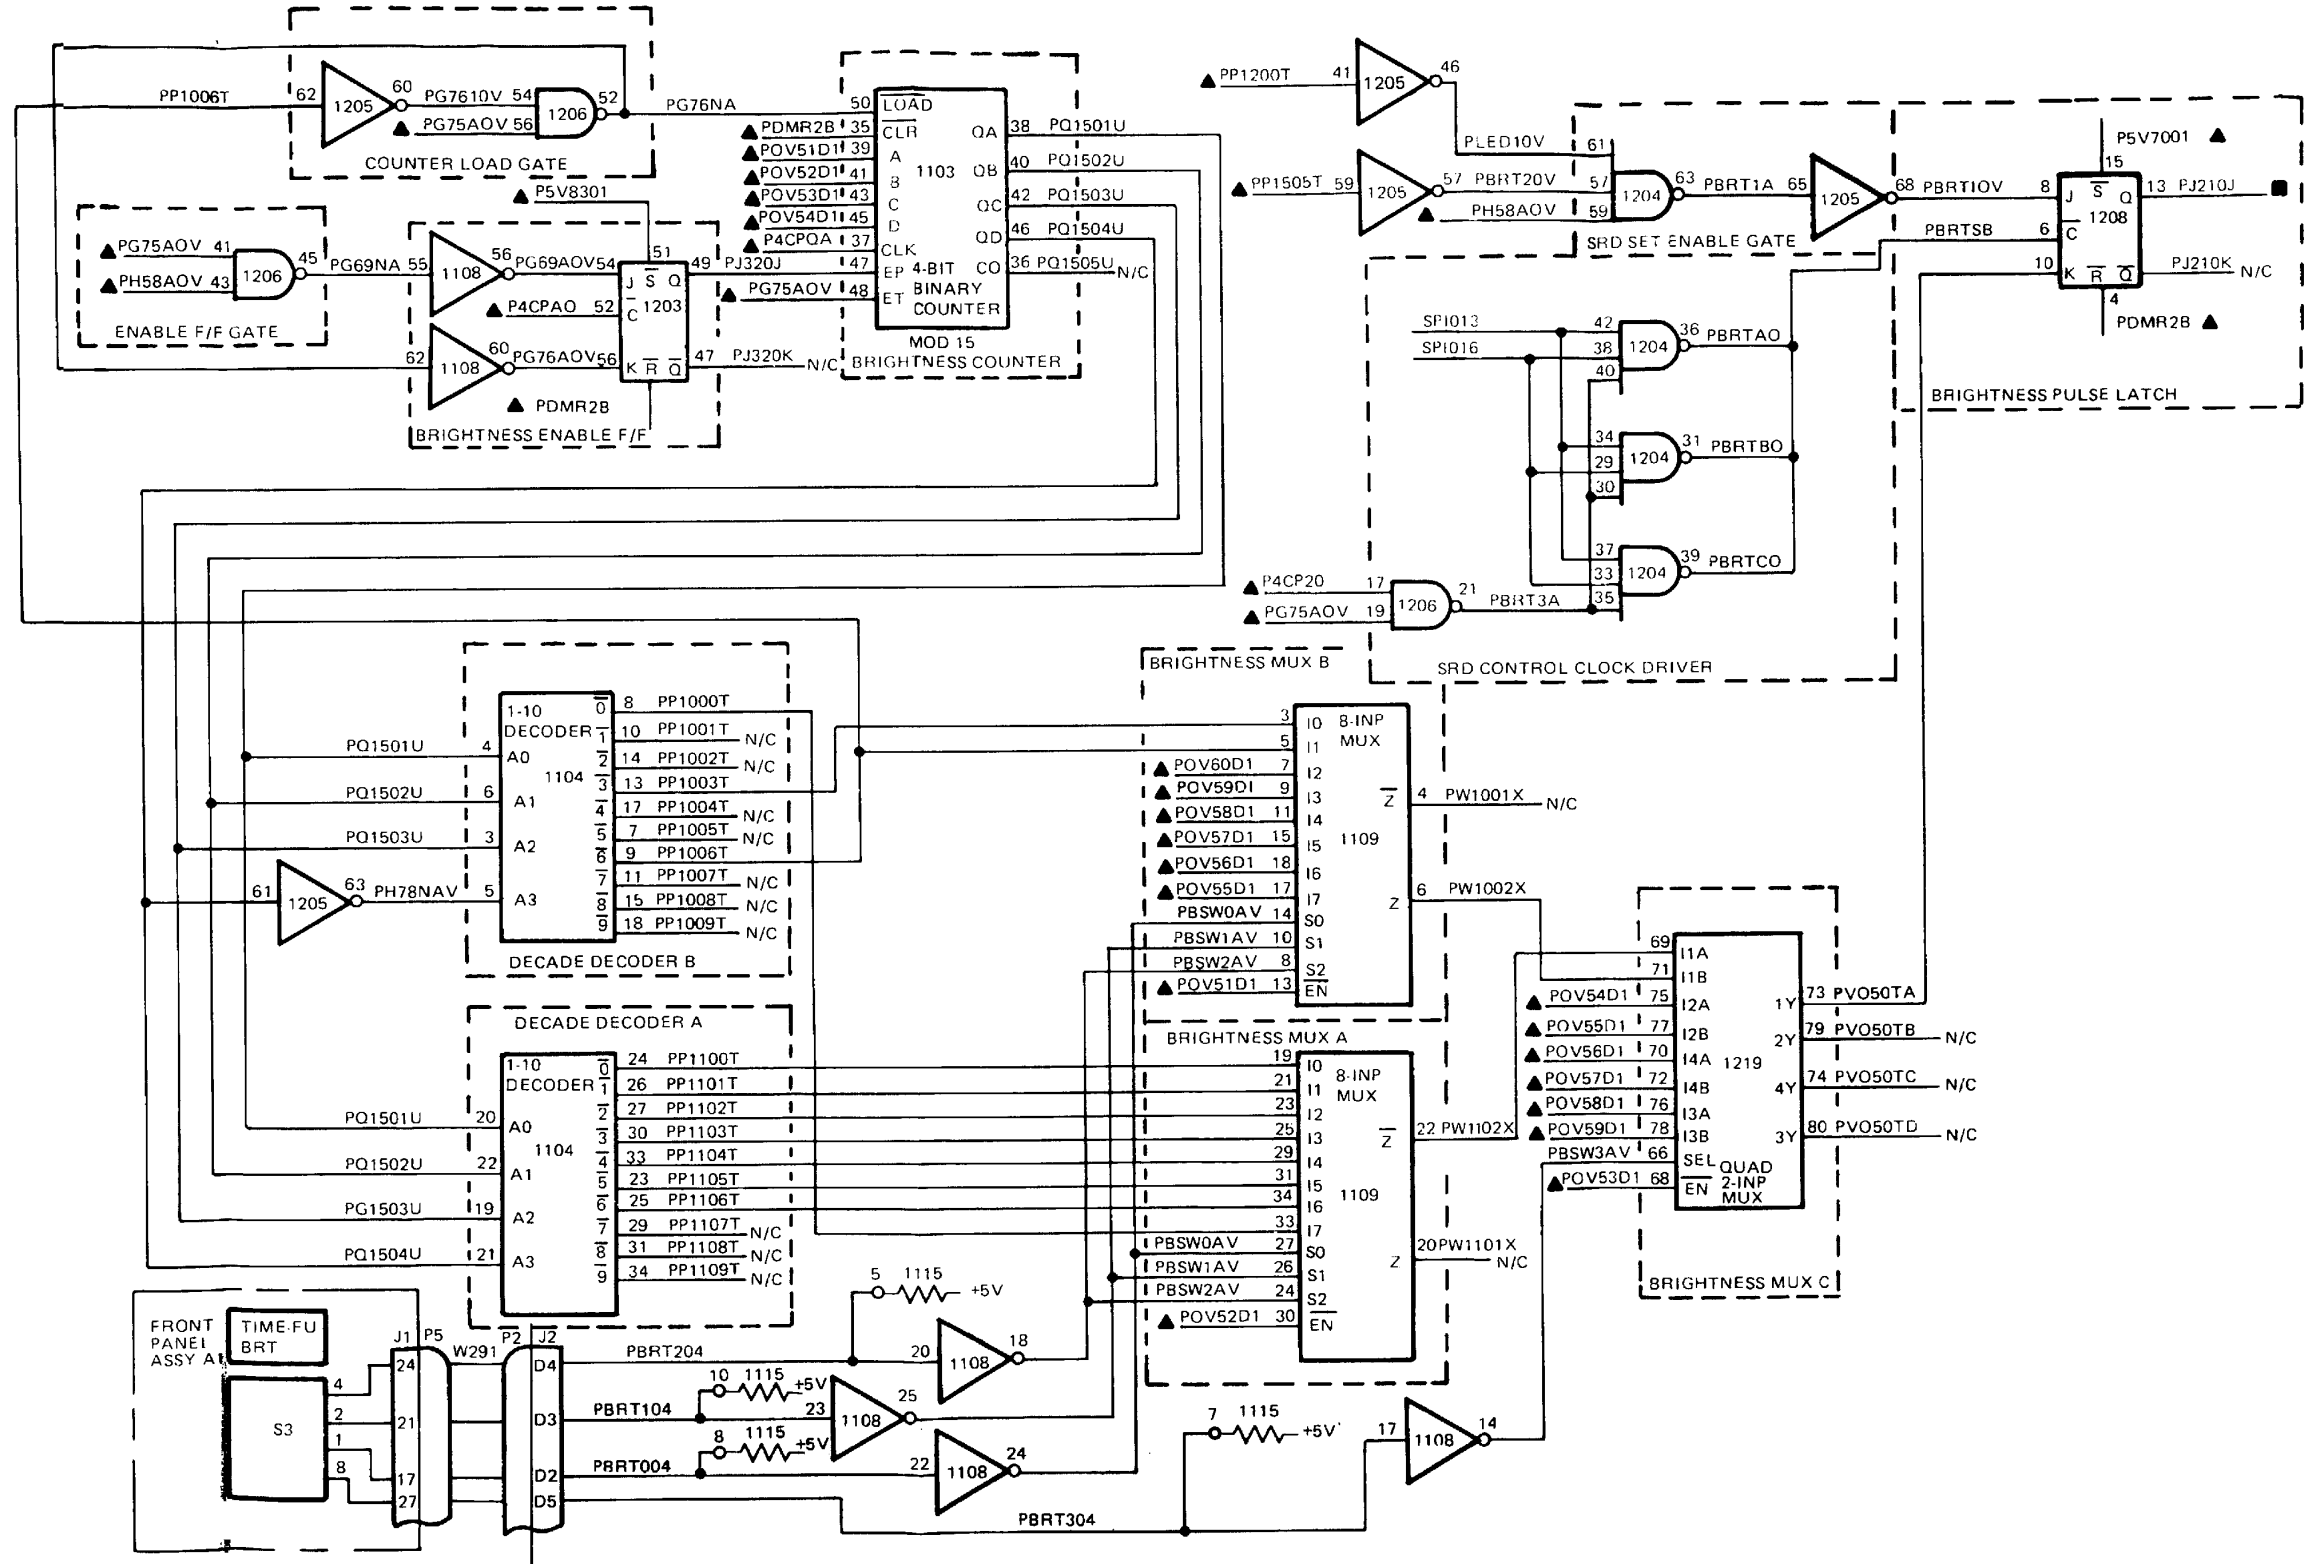 PP1006T
62
1205
60
PG7610V
54
PG75AOV
56
1206
52
PG76NA
COUNTER LOAD GATE
50
LOAD
PDMR2B
35
CLR
POV51D1
39
A
POV52D1
41
B
POV53D1
43
C
POV54D1
45
D
P4CPQA
37
CLK
47
EP
PG75AOV
48
ET
1103
4-BIT
BINARY
COUNTER
QA
38
PQ1501U
QB
40
PQ1502U
QC
42
PQ1503U
QD
46
PQ1504U
CO
36
PQ1505U
N/C
MOD 15
BRIGHTNESS COUNTER
PG75AOV
41
PH58AOV
43
1206
45
PG69NA
ENABLE F/F GATE
P5V8301
55
1108
56
PG69AOV
54
P4CPAO
52
62
1108
60
PG76AOV
56
51
J
S
Q
C
1203
K
R
Q
49
PJ320J
47
PJ320K
N/C
PDMR2B
BRIGHTNESS ENABLE F/F
PP1200T
41
1205
46
PLED10V
61
PP1505T
59
1205
57
PBRT20V
57
PH58AOV
59
1204
63
PBRT1A
65
1205
68
PBRTIOV
SRD SET ENABLE GATE
P5V7001
15
8
J
S
Q
13
PJ210J
1208
PBRTSB
6
C
10
K
R
Q
PJ210K
N/C
4
PDMR2B
BRIGHTNESS PULSE LATCH
SPI013
42
SPI016
38
40
1204
36
PBRTAO
34
29
30
1204
31
PBRTBO
37
33
35
1204
39
PBRTCO
P4CP20
17
PG75AOV
19
1206
21
PBRT3A
SRD CONTROL CLOCK DRIVER
1-10
DECODER
1104
PQ1501U
4
A0
PQ1502U
6
A1
PQ1503U
3
A2
61
1205
63
PH78NAV
5
A3
0
8
PP1000T
1
10
PP1001T
N/C
2
14
PP1002T
N/C
3
13
PP1003T
4
17
PP1004T
N/C
5
7
PP1005T
N/C
6
9
PP1006T
7
11
PP1007T
N/C
8
15
PP1008T
N/C
9
18
PP1009T
N/C
DECADE DECODER B
DECADE DECODER A
1-10
DECODER
1104
PQ1501U
20
A0
PQ1502U
22
A1
PG1503U
19
A2
PQ1504U
21
A3
0
24
PP1100T
1
26
PP1101T
2
27
PP1102T
3
30
PP1103T
4
33
PP1104T
5
23
PP1105T
6
25
PP1106T
7
29
PP1107T
N/C
8
31
PP1108T
N/C
9
34
PP1109T
N/C
BRIGHTNESS MUX B
8-INP
MUX
1109
3
I0
5
I1
POV60D1
7
I2
POV59DI
9
I3
POV58D1
11
I4
POV57D1
15
I5
POV56D1
18
I6
POV55D1
17
I7
PBSW0AV
14
S0
PBSW1AV
10
S1
PBSW2AV
8
S2
POV51D1
13
EN
Z
4
PW1001X
N/C
Z
6
PW1002X
BRIGHTNESS MUX A
8-INP
MUX
1109
19
I0
21
I1
23
I2
25
I3
29
I4
31
I5
34
I6
33
I7
PBSW0AV
27
S0
PBSW1AV
26
S1
PBSW2AV
24
S2
POV52D1
30
EN
Z
22
PW1102X
Z
20
PW1101X
N/C
69
I1A
71
I1B
POV54D1
75
I2A
POV55D1
77
I2B
POV56D1
70
I4A
POV57D1
72
I4B
POV58D1
76
I3A
POV59D1
78
I3B
PBSW3AV
66
SEL
POV53D1
68
EN
1219
QUAD
2-INP
MUX
1Y
73
PVO50TA
2Y
79
PVO50TB
N/C
4Y
74
PVO50TC
N/C
3Y
80
PVO50TD
N/C
BRIGHTNESS MUX C
FRONT
PANEL
ASSY A1
TIME-FU
BRT
S3
4
2
1
8
J1
P5
24
21
17
27
W291
P2
J2
D4
D3
D2
D5
PBRT204
5
1115
+5V
20
1108
18
PBRT104
10
1115
+5V
23
1108
25
PBRT004
8
1115
+5V
22
1108
24
PBRT304
7
1115
+5V
17
1108
14